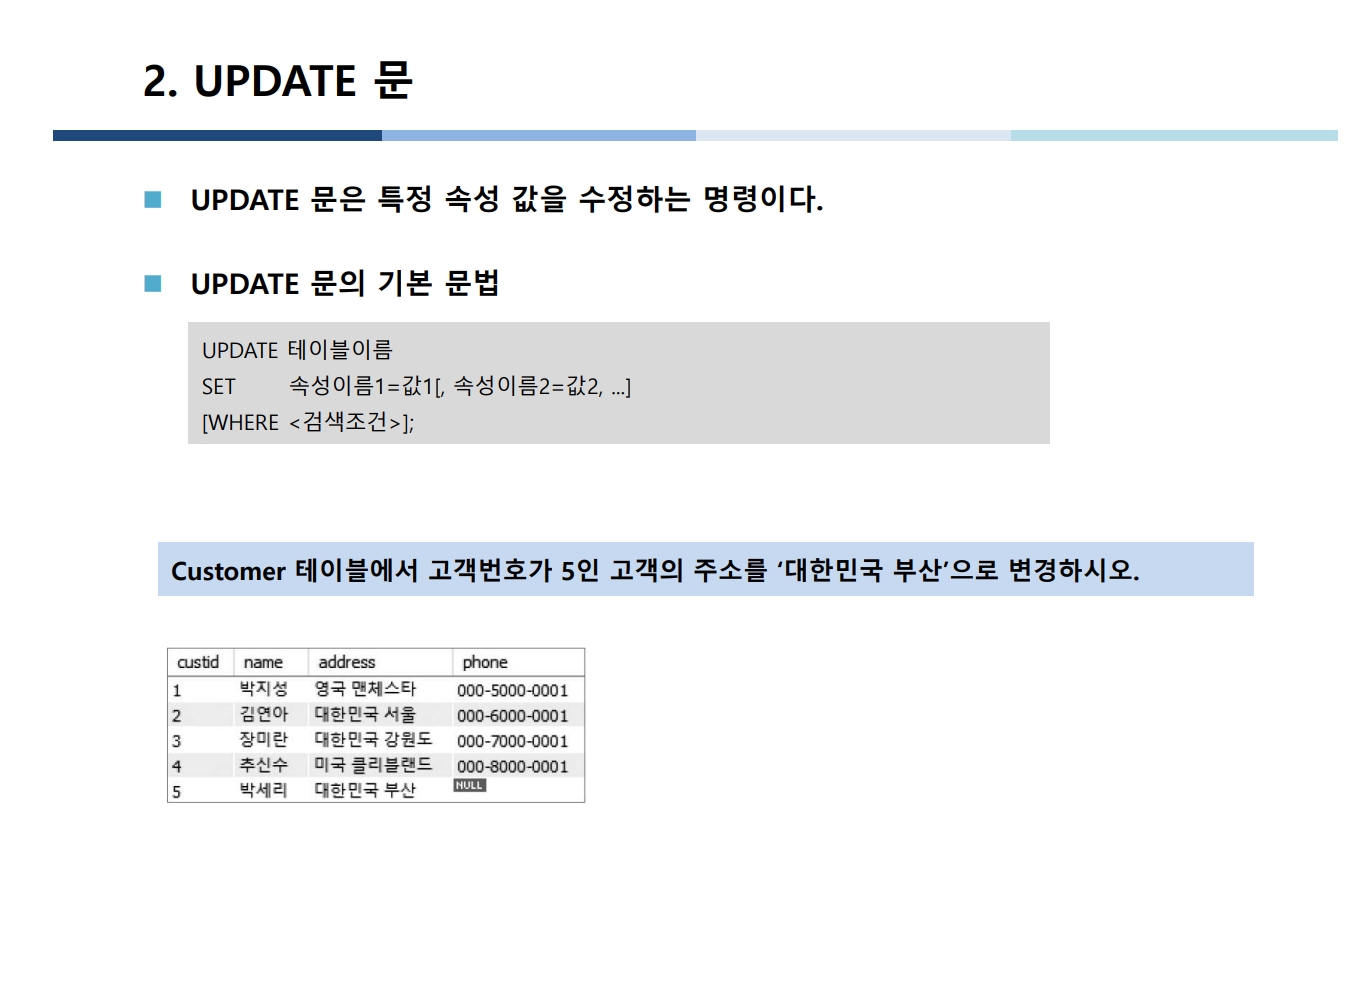 2. UPDATE 문
UPDATE 문은 특정 속성 값을 수정하는 명령이다.
UPDATE 문의 기본 문법
UPDATE 테이블이름
SET 속성이름1=값1[, 속성이름2=값2, ...]
[WHERE <검색조건>];
Customer 테이블에서 고객번호가 5인 고객의 주소를 ‘대한민국 부산’으로 변경하시오.
custid name address phone
1 박지성 영국 맨체스타 000-5000-0001
2 김연아 대한민국 서울 000-6000-0001
3 장미란 대한민국 강원도 000-7000-0001
4 추신수 미국 클리블랜드 000-8000-0001
5 박세리 대한민국 부산 NULL